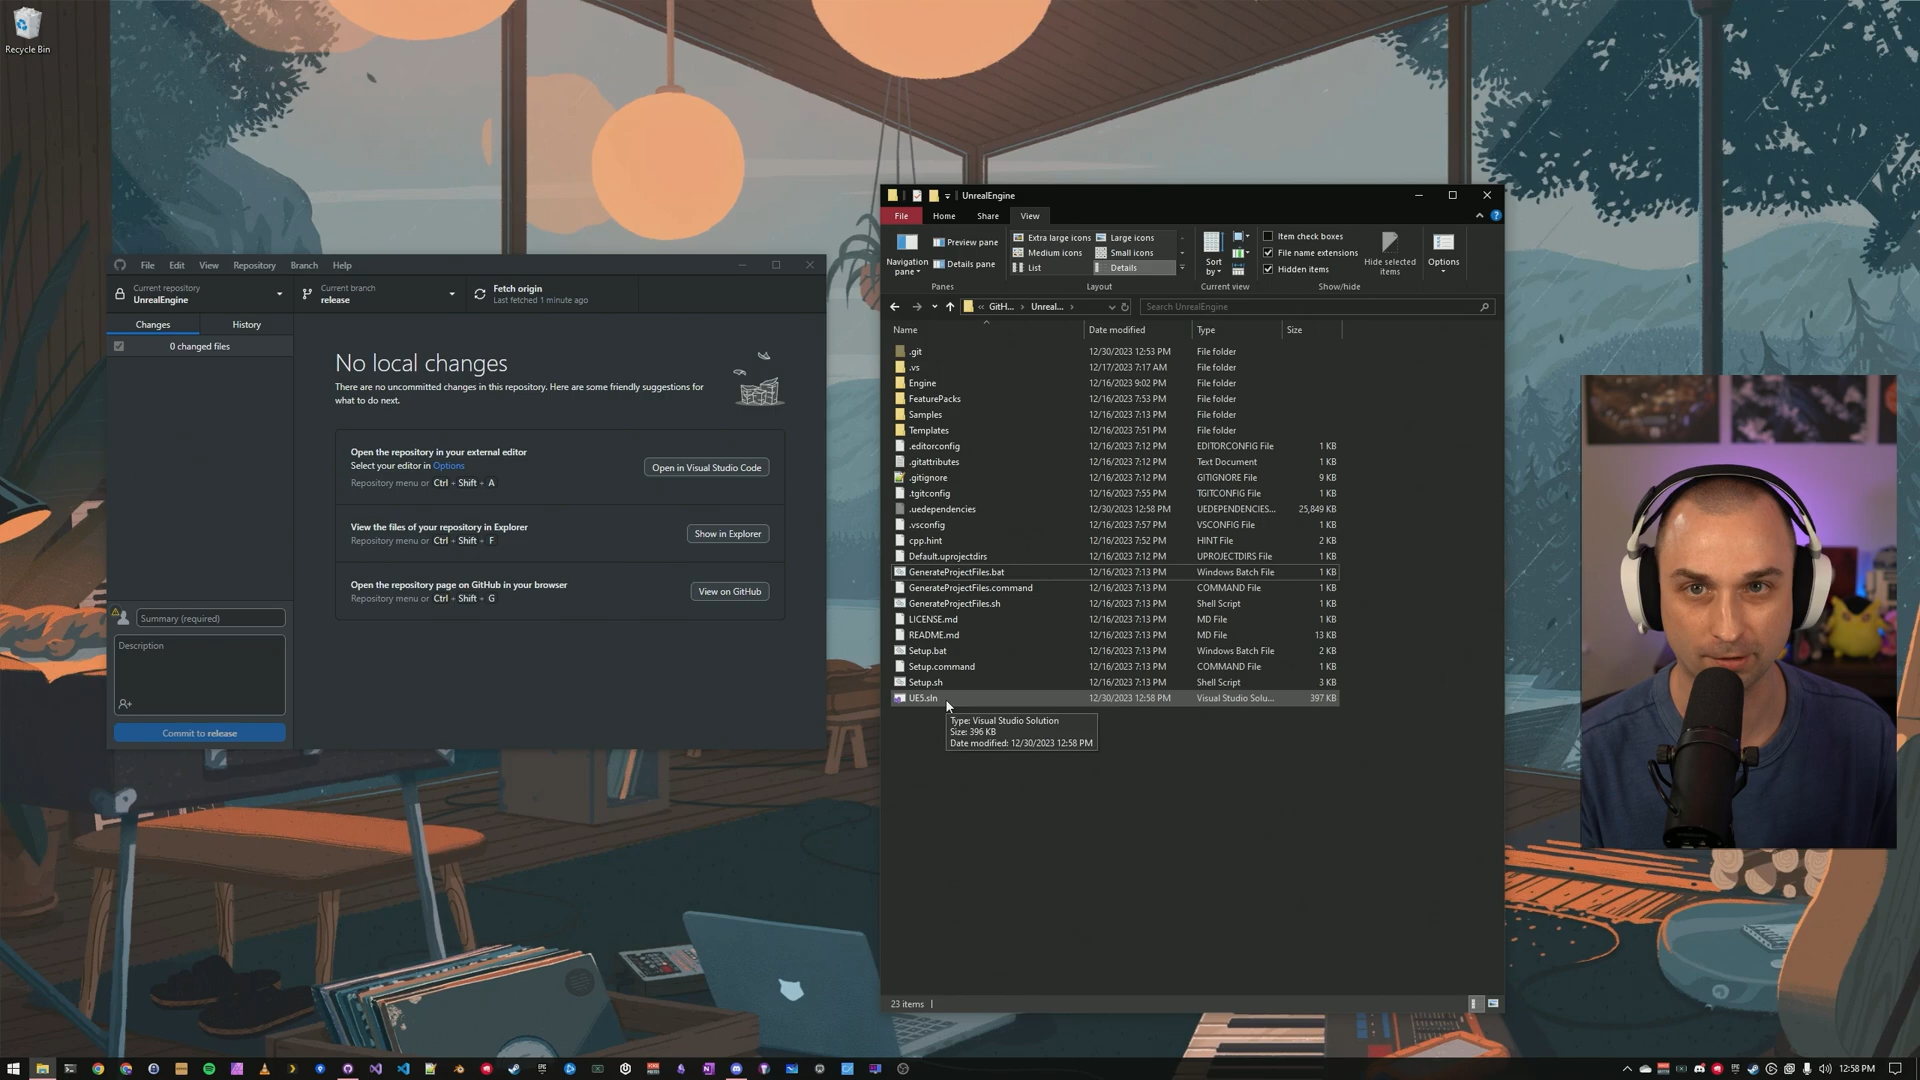 Recycle Bin
File Edit View Repository Branch Help
Current repository
UnrealEngine
Current branch
release
Fetch origin
Last fetched 1 minute ago
Changes History
0 changed files
No local changes
There are no uncommitted changes in this repository. Here are some friendly suggestions for
what to do next.
Open the repository in your external editor
Select your editor in Options
Repository menu or Ctrl + Shift + A
Open in Visual Studio Code
View the files of your repository in Explorer
Repository menu or Ctrl + Shift + F
Show in Explorer
Open the repository page on GitHub in your browser
Repository menu or Ctrl + Shift + G
View on GitHub
Summary (required)
Description
Commit to release
UnrealEngine
File Home Share View
Navigation
pane
Preview pane
Details pane
Panes
Extra large icons Large icons
Medium icons Small icons
List Details
Layout
Sort
by
Current view
Item check boxes
File name extensions
Hidden items
Hide selected
items
Show/hide
Options
« GitH... > Unreal... >
Search UnrealEngine
Name Date modified Type Size
.git 12/30/2023 12:53 PM File folder
.vs 12/17/2023 7:17 AM File folder
Engine 12/16/2023 9:02 PM File folder
FeaturePacks 12/16/2023 7:53 PM File folder
Samples 12/16/2023 7:13 PM File folder
Templates 12/16/2023 7:51 PM File folder
.editorconfig 12/16/2023 7:12 PM EDITORCONFIG File 1 KB
.gitattributes 12/16/2023 7:12 PM Text Document 1 KB
.gitignore 12/16/2023 7:12 PM GITIGNORE File 9 KB
.tgitconfig 12/16/2023 7:55 PM TGITCONFIG File 1 KB
.uedependencies 12/30/2023 12:58 PM UEDEPENDENCIES... 25,849 KB
.vsconfig 12/16/2023 7:57 PM VSCONFIG File 1 KB
cpp.hint 12/16/2023 7:52 PM HINT File 2 KB
Default.uprojectdirs 12/16/2023 7:12 PM UPROJECTDIRS File 1 KB
GenerateProjectFiles.bat 12/16/2023 7:13 PM Windows Batch File 1 KB
GenerateProjectFiles.command 12/16/2023 7:13 PM COMMAND File 1 KB
GenerateProjectFiles.sh 12/16/2023 7:13 PM Shell Script 1 KB
LICENSE.md 12/16/2023 7:13 PM MD File 1 KB
README.md 12/16/2023 7:13 PM MD File 13 KB
Setup.bat 12/16/2023 7:13 PM Windows Batch File 2 KB
Setup.command 12/16/2023 7:13 PM COMMAND File 1 KB
Setup.sh 12/16/2023 7:13 PM Shell Script 3 KB
UE5.sln 12/30/2023 12:58 PM Visual Studio Solu... 397 KB
Type: Visual Studio Solution
Size: 396 KB
Date modified: 12/30/2023 12:58 PM
23 items
12:58 PM